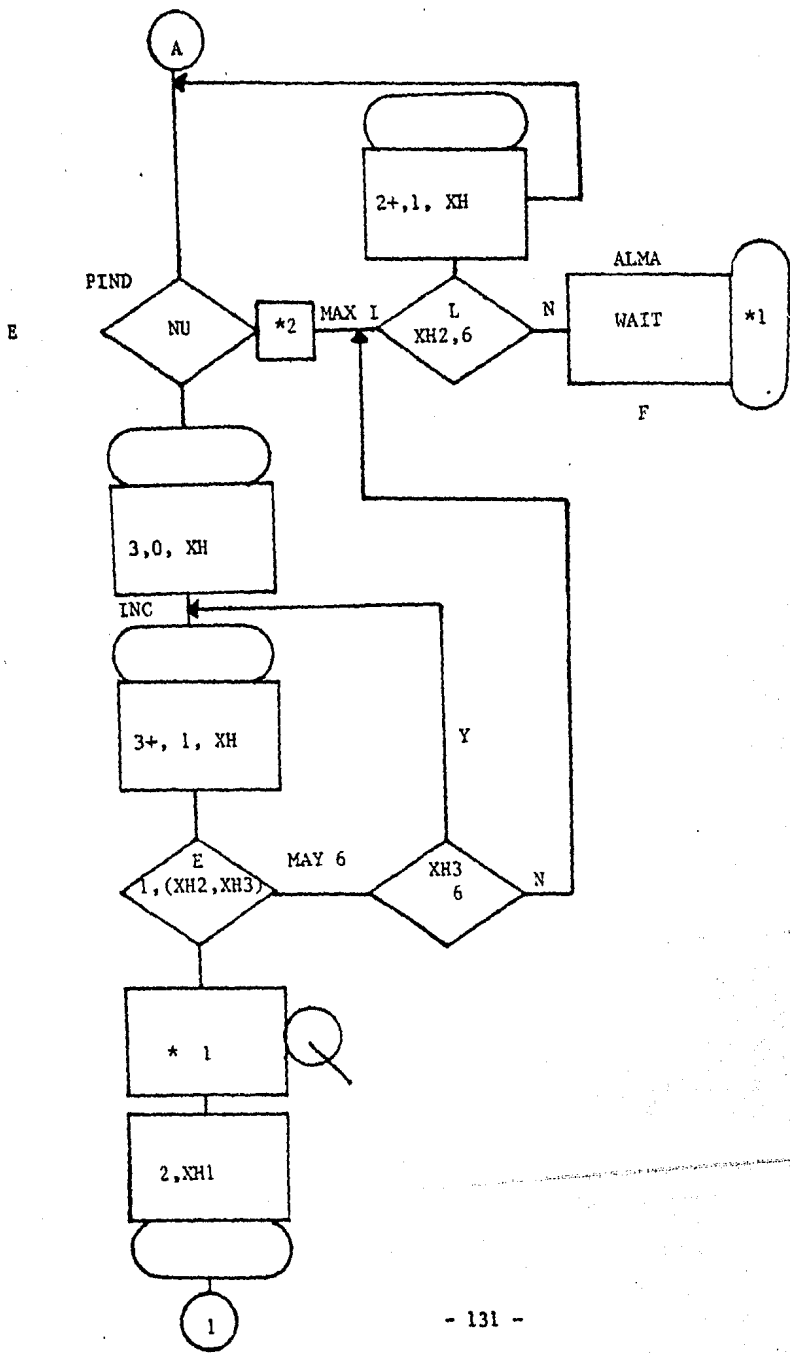 A
2+,1, XH
PIND
NU
*2
MAX I
L
XH2,6
N
ALMA
WAIT
F
*1
E
3,0, XH
INC
3+, 1, XH
Y
E
1,(XH2,XH3)
MAY 6
XH3
6
N
* 1
2,XH1
1
- 131 -